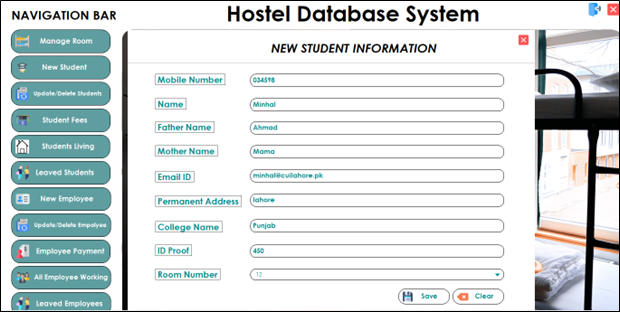 NAVIGATION BAR
Hostel Database System
Manage Room
New Student
Update/Delete Students
Student Fees
Students Living
Leaved Students
New Employee
Update/Delete Empolyee
Employee Payment
All Employee Working
Leaved Employees
NEW STUDENT INFORMATION
Mobile Number 034598
Name Minhal
Father Name Ahmad
Mother Name Mama
Email ID minhal@cuilahore.pk
Permanent Address lahore
College Name Punjab
ID Proof 450
Room Number 12
Save Clear